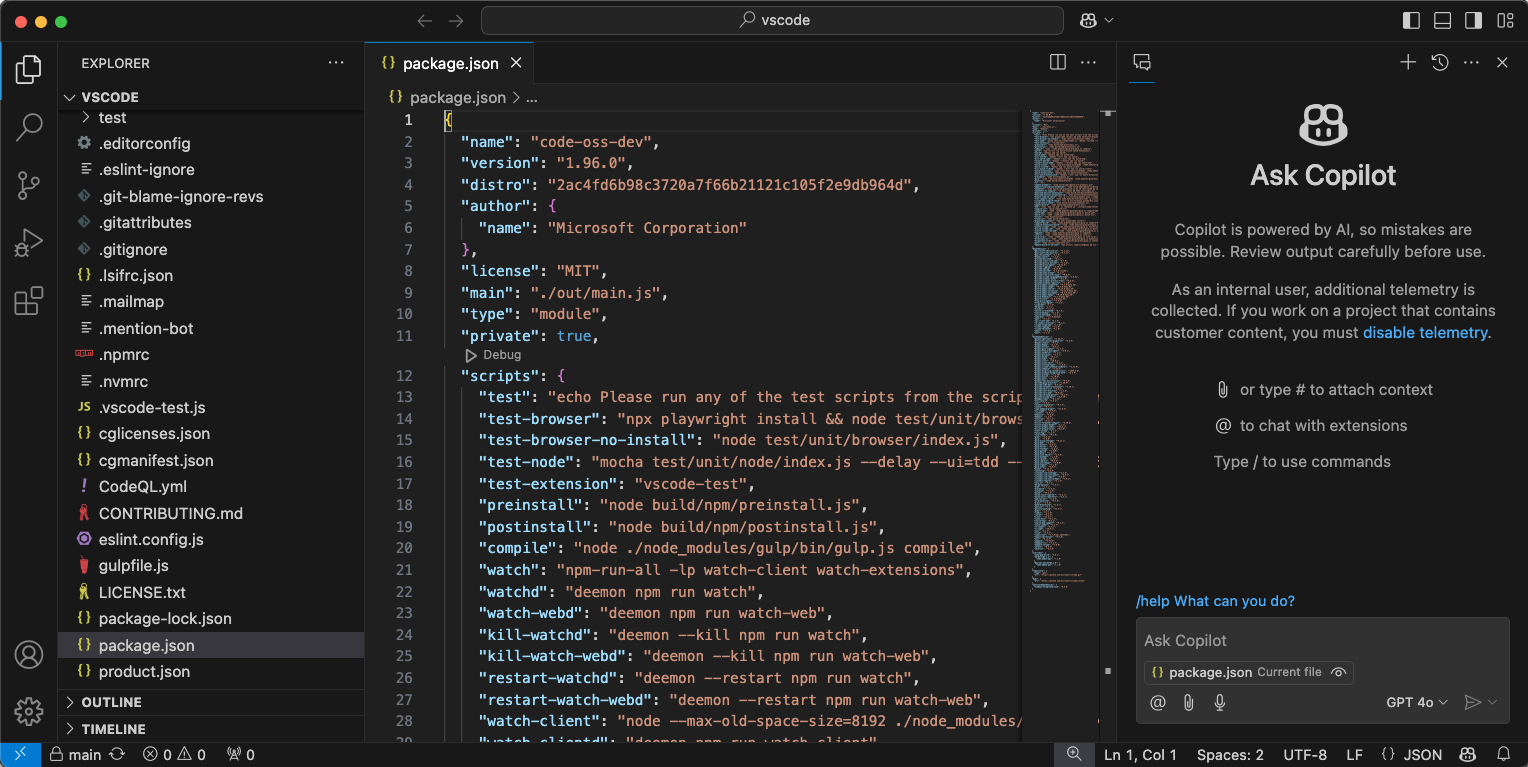 vscode
EXPLORER
VSCODE
test
.editorconfig
.eslint-ignore
.git-blame-ignore-revs
.gitattributes
.gitignore
{} .lsifrc.json
.mailmap
.mention-bot
npm .npmrc
.nvmrc
JS .vscode-test.js
{} cglicenses.json
{} cgmanifest.json
! CodeQL.yml
CONTRIBUTING.md
eslint.config.js
gulpfile.js
LICENSE.txt
{} package-lock.json
{} package.json
{} product.json
OUTLINE
TIMELINE
{} package.json
{} package.json > ...
1 {
2 "name": "code-oss-dev",
3 "version": "1.96.0",
4 "distro": "2ac4fd6b98c3720a7f66b21121c105f2e9db964d",
5 "author": {
6 "name": "Microsoft Corporation"
7 },
8 "license": "MIT",
9 "main": "./out/main.js",
10 "type": "module",
11 "private": true,
Debug
12 "scripts": {
13 "test": "echo Please run any of the test scripts from the scrip
14 "test-browser": "npx playwright install && node test/unit/brows
15 "test-browser-no-install": "node test/unit/browser/index.js",
16 "test-node": "mocha test/unit/node/index.js --delay --ui=tdd --
17 "test-extension": "vscode-test",
18 "preinstall": "node build/npm/preinstall.js",
19 "postinstall": "node build/npm/postinstall.js",
20 "compile": "node ./node_modules/gulp/bin/gulp.js compile",
21 "watch": "npm-run-all -lp watch-client watch-extensions",
22 "watchd": "deemon npm run watch",
23 "watch-webd": "deemon npm run watch-web",
24 "kill-watchd": "deemon --kill npm run watch",
25 "kill-watch-webd": "deemon --kill npm run watch-web",
26 "restart-watchd": "deemon --restart npm run watch",
27 "restart-watch-webd": "deemon --restart npm run watch-web",
28 "watch-client": "node --max-old-space-size=8192 ./node_modules/
29 "watch-clientd": "deemon npm run watch-client"
Ask Copilot
Copilot is powered by AI, so mistakes are
possible. Review output carefully before use.
As an internal user, additional telemetry is
collected. If you work on a project that contains
customer content, you must disable telemetry.
or type # to attach context
@ to chat with extensions
Type / to use commands
/help What can you do?
Ask Copilot
{} package.json Current file
@ GPT 4o
main 0 0 0 Ln 1, Col 1 Spaces: 2 UTF-8 LF {} JSON